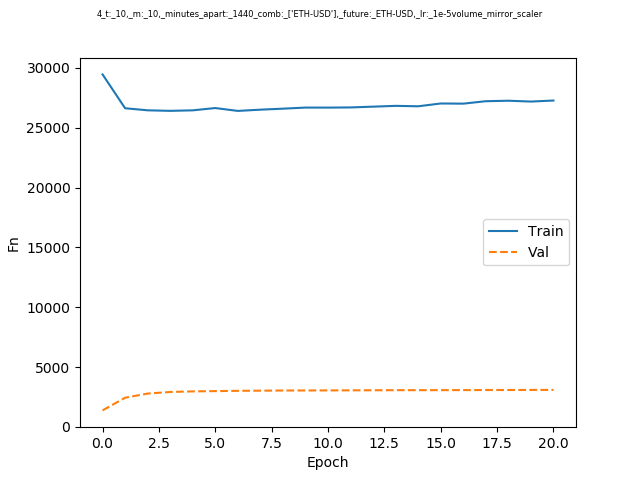 4_t:_10,_m:_10,_minutes_apart:_1440_comb:_['ETH-USD'],_future:_ETH-USD,_lr:_1e-5volume_mirror_scaler
30000
25000
20000
15000
10000
5000
0
Fn
Train
Val
0.0 2.5 5.0 7.5 10.0 12.5 15.0 17.5 20.0
Epoch